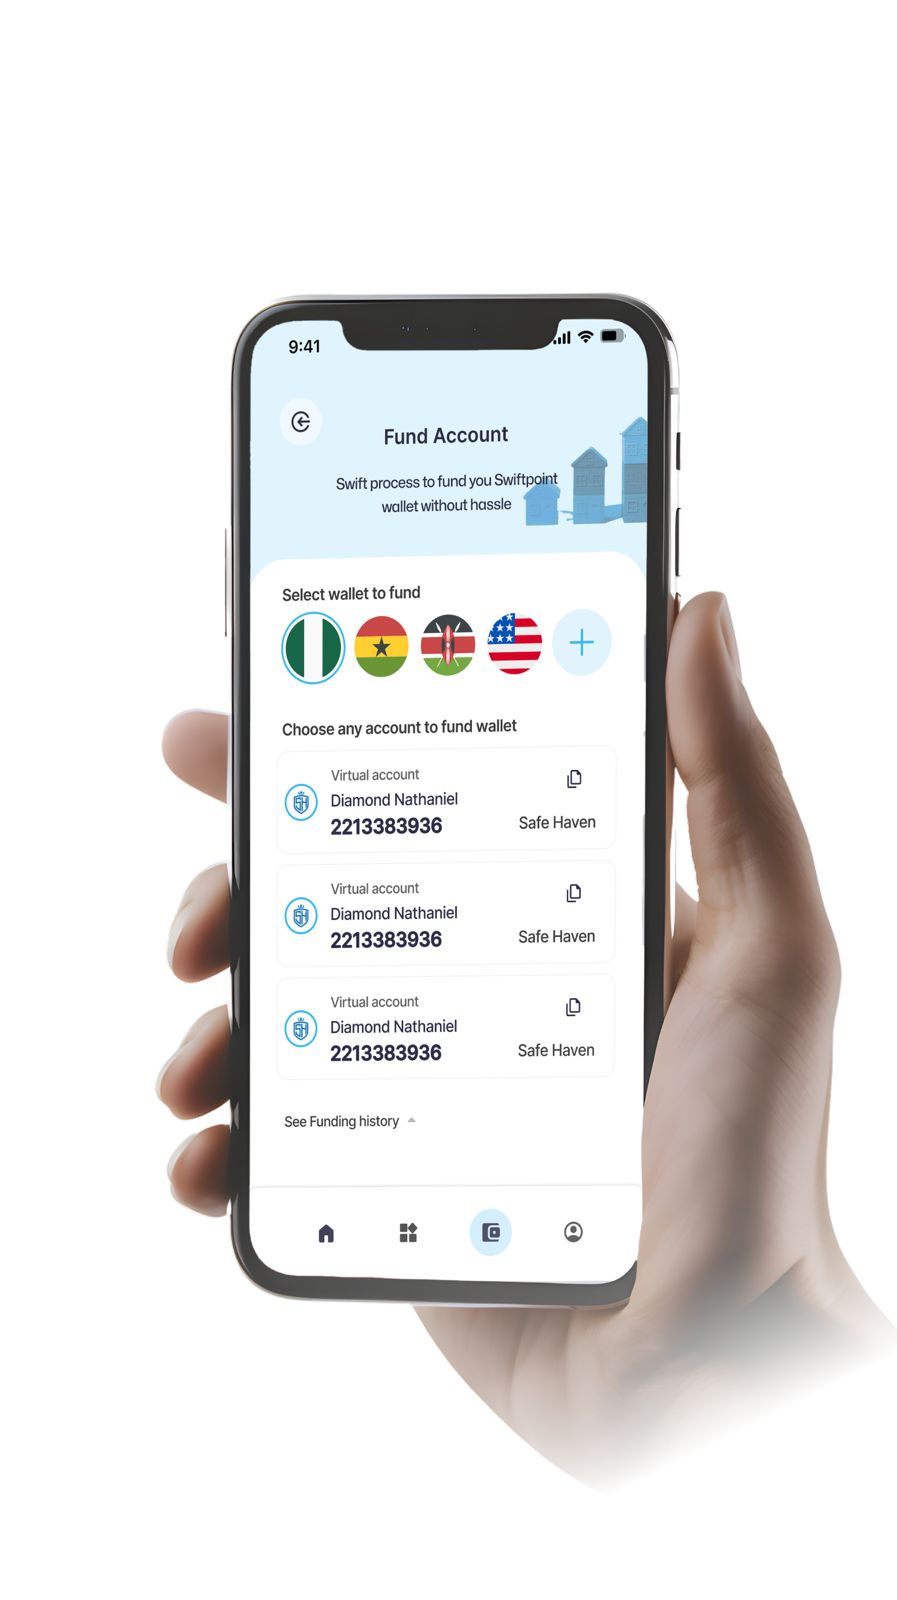 9:41
Fund Account
Swift process to fund you Swiftpoint
wallet without hassle
Select wallet to fund
Choose any account to fund wallet
Virtual account
Diamond Nathaniel
2213383936
Safe Haven
Virtual account
Diamond Nathaniel
2213383936
Safe Haven
Virtual account
Diamond Nathaniel
2213383936
Safe Haven
See Funding history